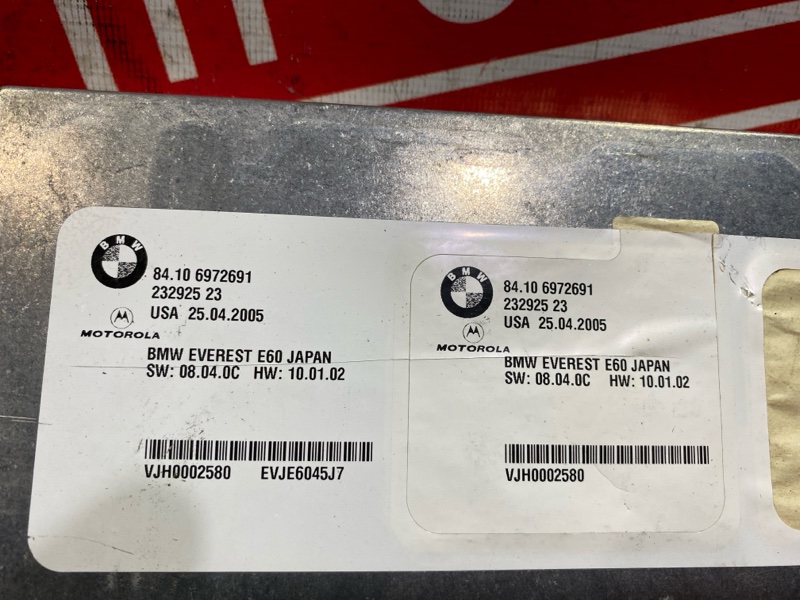 BMW
84.10 6972691
232925 23
USA 25.04.2005
MOTOROLA
BMW EVEREST E60 JAPAN
SW: 08.04.0C HW: 10.01.02
VJH0002580 EVJE6045J7
BMW
84.10 6972691
232925 23
USA 25.04.2005
MOTOROLA
BMW EVEREST E60 JAPAN
SW: 08.04.0C HW: 10.01.02
VJH0002580